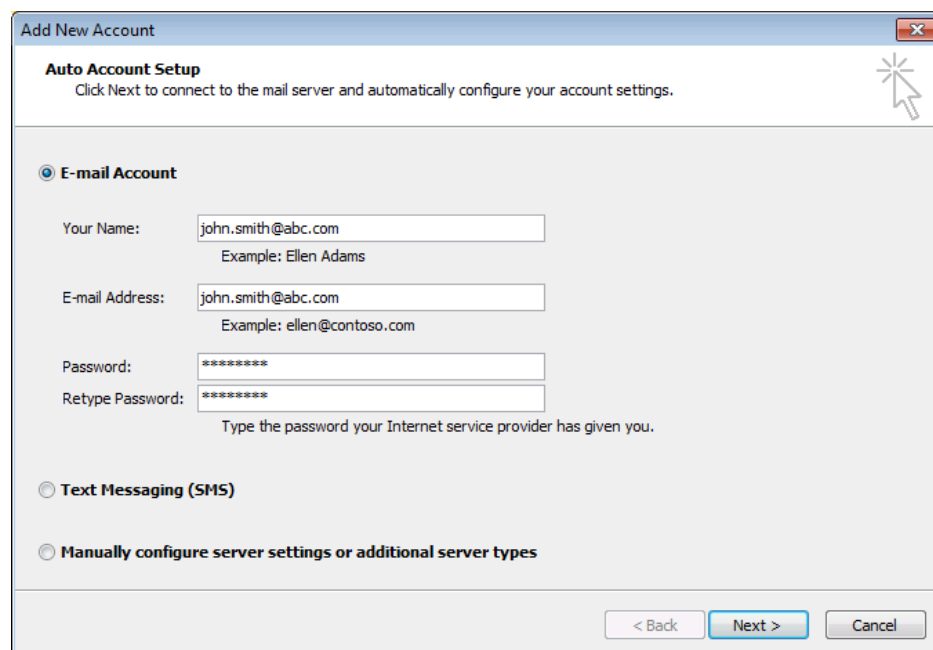 Add New Account
Auto Account Setup
Click Next to connect to the mail server and automatically configure your account settings.
E-mail Account
Your Name: john.smith@abc.com
Example: Ellen Adams
E-mail Address: john.smith@abc.com
Example: ellen@contoso.com
Password: ********
Retype Password: ********
Type the password your Internet service provider has given you.
Text Messaging (SMS)
Manually configure server settings or additional server types
< Back Next > Cancel